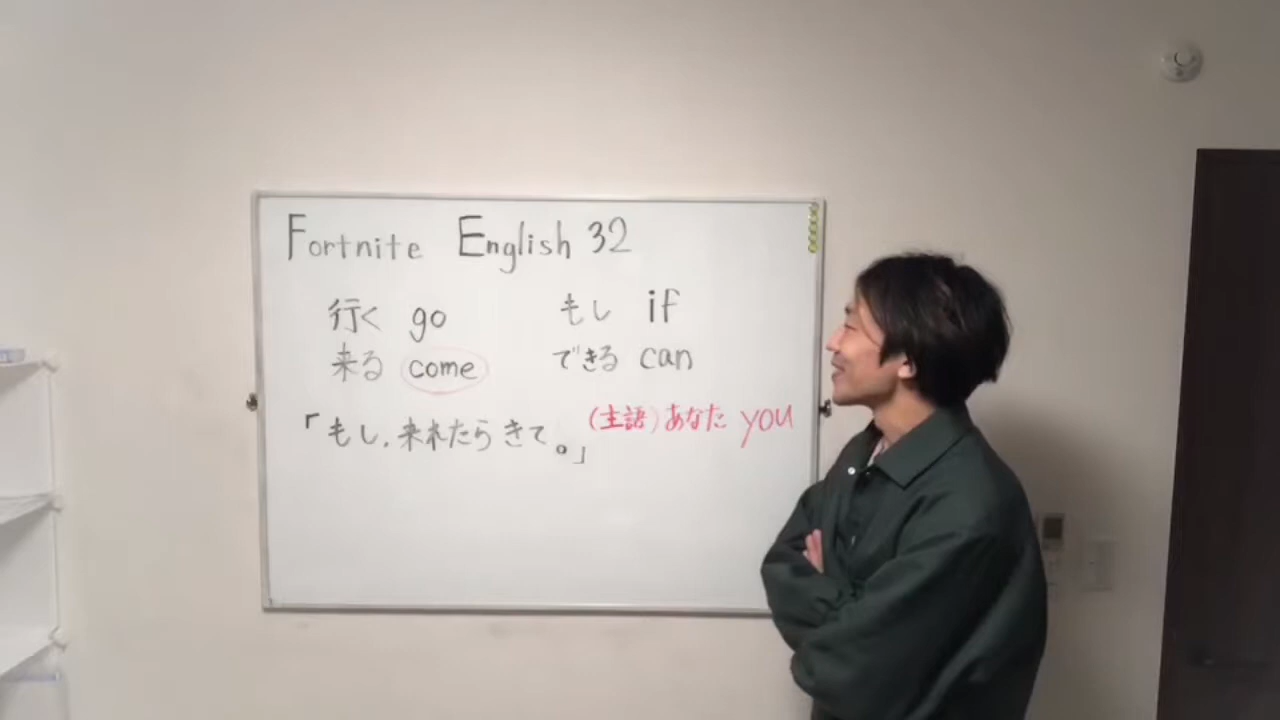 Fortnite English 32
行く go もし if
来る come できる can
「もし、来れたらきて。」 (主語)あなた you